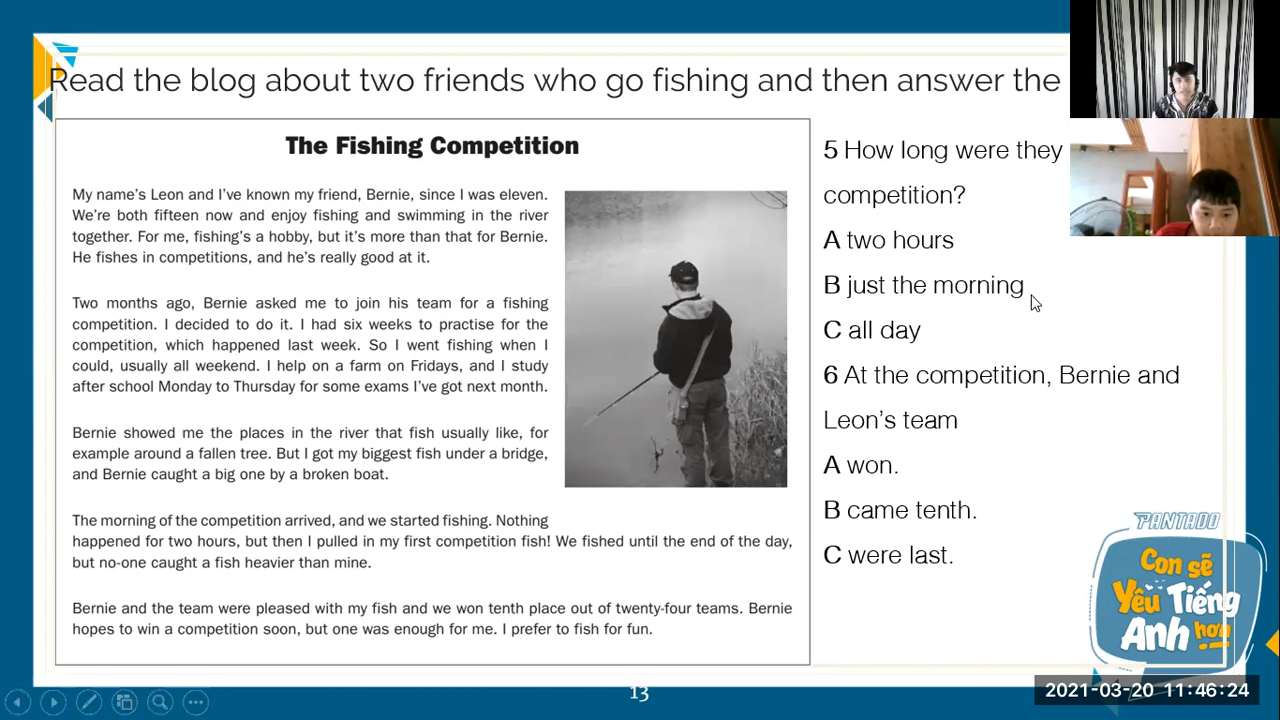 Read the blog about two friends who go fishing and then answer the
The Fishing Competition
My name's Leon and I've known my friend, Bernie, since I was eleven.
We're both fifteen now and enjoy fishing and swimming in the river
together. For me, fishing's a hobby, but it's more than that for Bernie.
He fishes in competitions, and he's really good at it.
Two months ago, Bernie asked me to join his team for a fishing
competition. I decided to do it. I had six weeks to practise for the
competition, which happened last week. So I went fishing when I
could, usually all weekend. I help on a farm on Fridays, and I study
after school Monday to Thursday for some exams I've got next month.
Bernie showed me the places in the river that fish usually like, for
example around a fallen tree. But I got my biggest fish under a bridge,
and Bernie caught a big one by a broken boat.
The morning of the competition arrived, and we started fishing. Nothing
happened for two hours, but then I pulled in my first competition fish! We fished until the end of the day,
but no-one caught a fish heavier than mine.
Bernie and the team were pleased with my fish and we won tenth place out of twenty-four teams. Bernie
hopes to win a competition soon, but one was enough for me. I prefer to fish for fun.
5 How long were they
competition?
A two hours
B just the morning
C all day
6 At the competition, Bernie and
Leon's team
A won.
B came tenth.
C were last.
PANTADO
Con sẽ
Yêu Tiếng
Anh hơn
13
2021-03-20 11:46:24